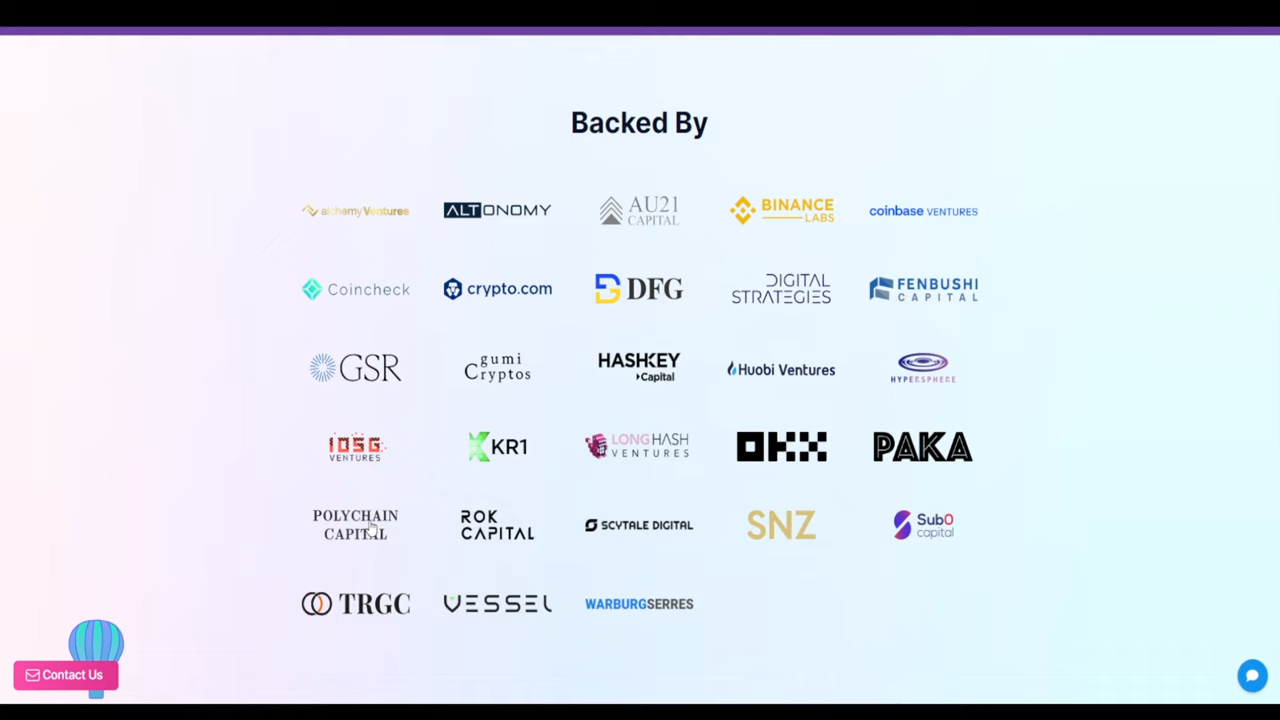 Backed By
alchemy Ventures
ALTONOMY
AU21
CAPITAL
BINANCE
LABS
coinbase VENTURES
Coincheck
crypto.com
DFG
DIGITAL
STRATEGIES
FENBUSHI
CAPITAL
GSR
gumi
Cryptos
HASHKEY
Capital
Huobi Ventures
HYPERSPHERE
IOSG
VENTURES
KR1
LONGHASH
VENTURES
OKX
PAKA
POLYCHAIN
CAPITAL
ROK
CAPITAL
SCYTALE DIGITAL
SNZ
Sub0
capital
TRGC
VESSEL
WARBURGSERRES
Contact Us